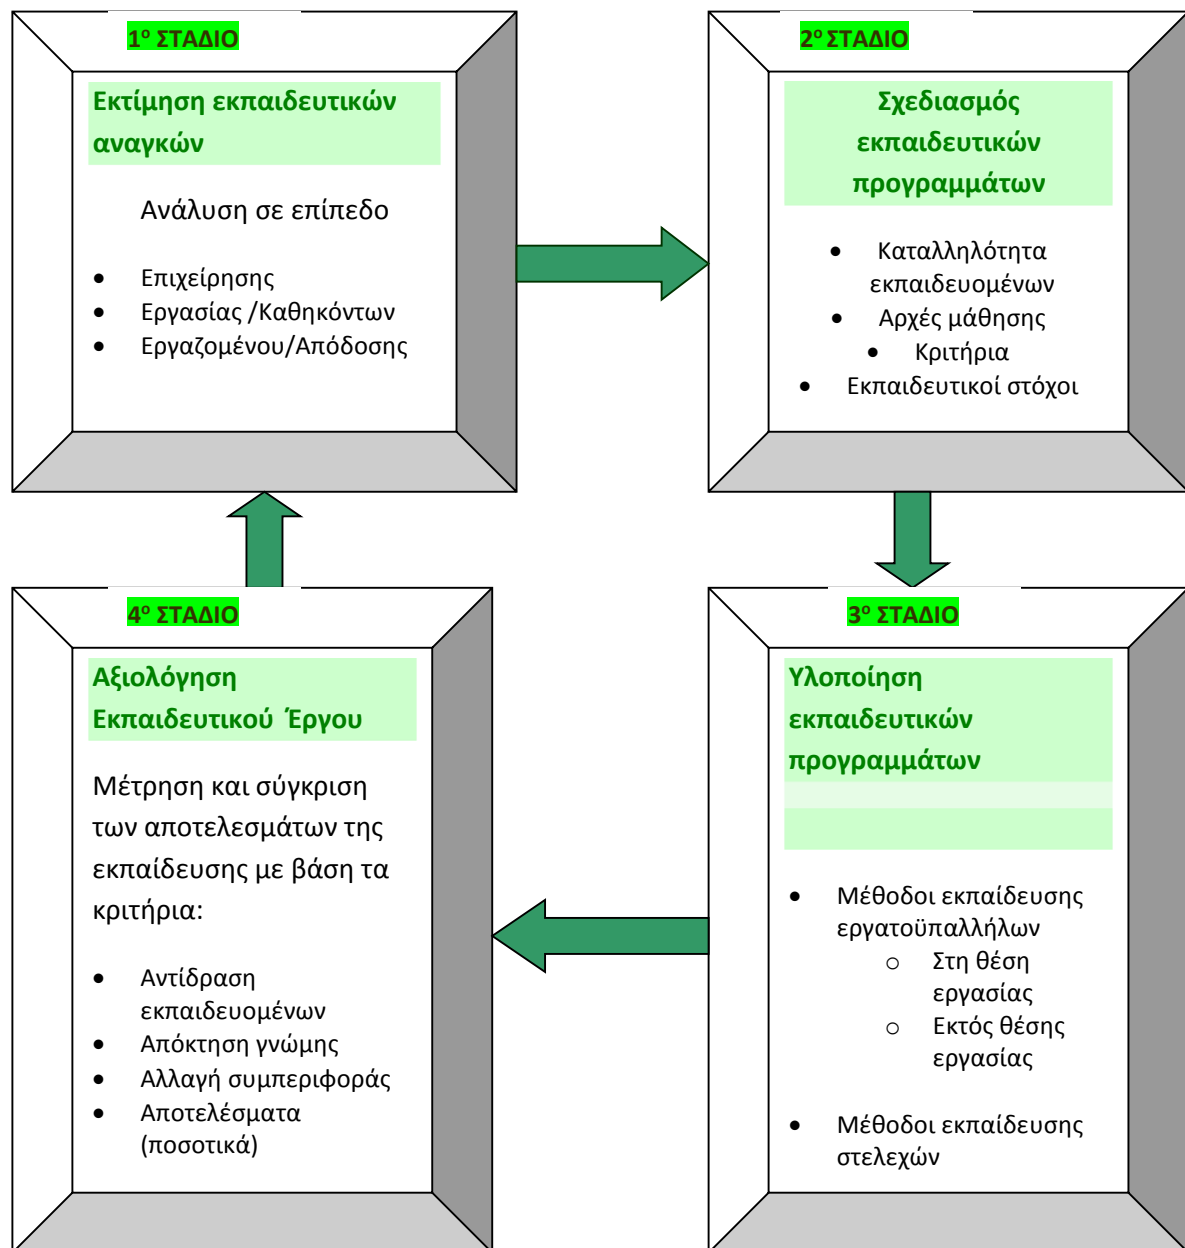 1ο ΣΤΑΔΙΟ
Εκτίμηση εκπαιδευτικών
αναγκών
Ανάλυση σε επίπεδο
• Επιχείρησης
• Εργασίας /Καθηκόντων
• Εργαζομένου/Απόδοσης
2ο ΣΤΑΔΙΟ
Σχεδιασμός
εκπαιδευτικών
προγραμμάτων
• Καταλληλότητα
εκπαιδευομένων
• Αρχές μάθησης
• Κριτήρια
• Εκπαιδευτικοί στόχοι
3ο ΣΤΑΔΙΟ
Υλοποίηση
εκπαιδευτικών
προγραμμάτων
• Μέθοδοι εκπαίδευσης
εργατοϋπαλλήλων
o Στη θέση
εργασίας
o Εκτός θέσης
εργασίας
• Μέθοδοι εκπαίδευσης
στελεχών
4ο ΣΤΑΔΙΟ
Αξιολόγηση
Εκπαιδευτικού Έργου
Μέτρηση και σύγκριση
των αποτελεσμάτων της
εκπαίδευσης με βάση τα
κριτήρια:
• Αντίδραση
εκπαιδευομένων
• Απόκτηση γνώμης
• Αλλαγή συμπεριφοράς
• Αποτελέσματα
(ποσοτικά)